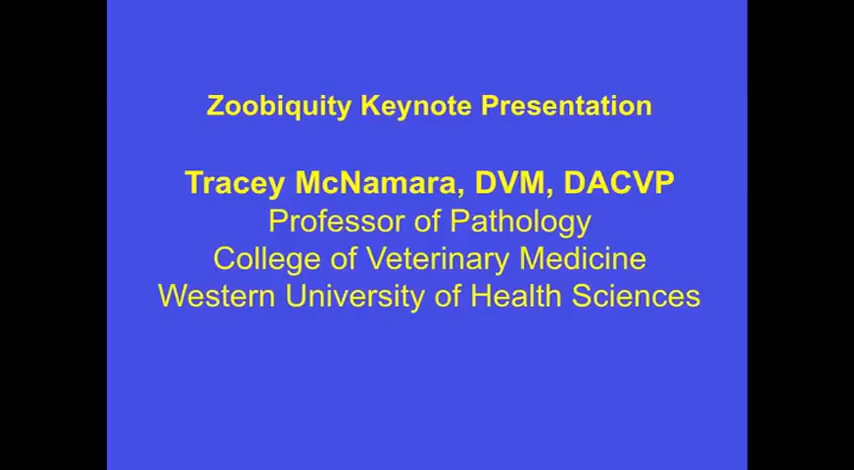 Zoobiquity Keynote Presentation
Tracey McNamara, DVM, DACVP
Professor of Pathology
College of Veterinary Medicine
Western University of Health Sciences